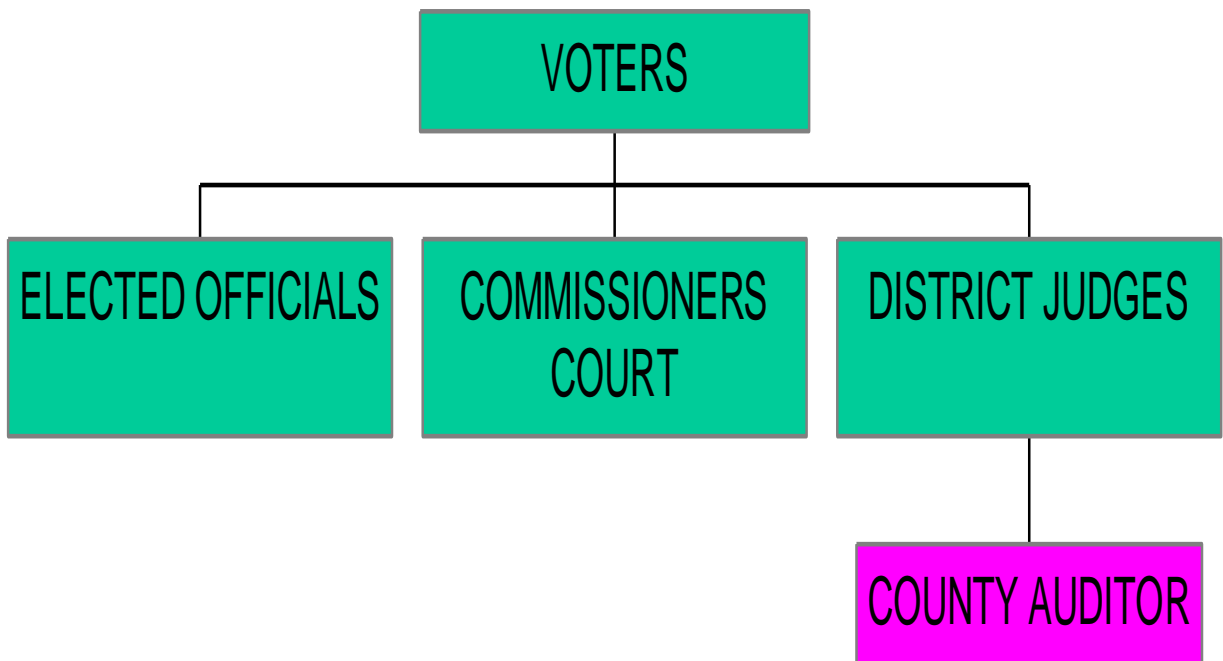 VOTERS
ELECTED OFFICIALS
COMMISSIONERS
COURT
DISTRICT JUDGES
COUNTY AUDITOR